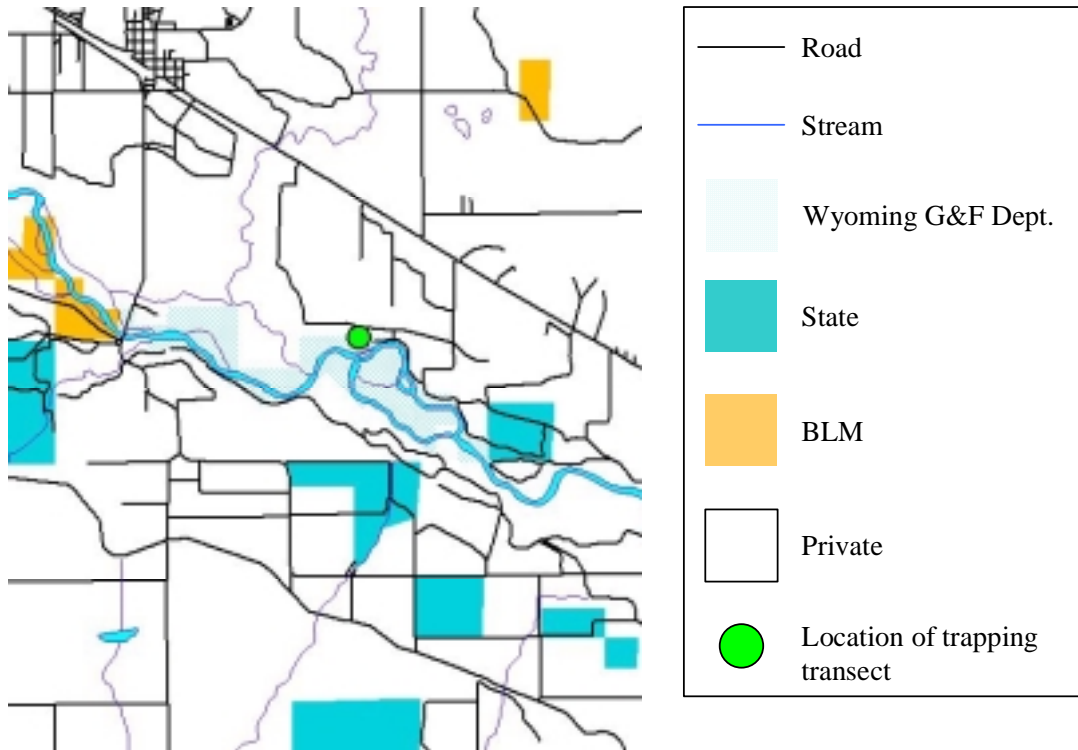 Road
Stream
Wyoming G&F Dept.
State
BLM
Private
Location of trapping
transect